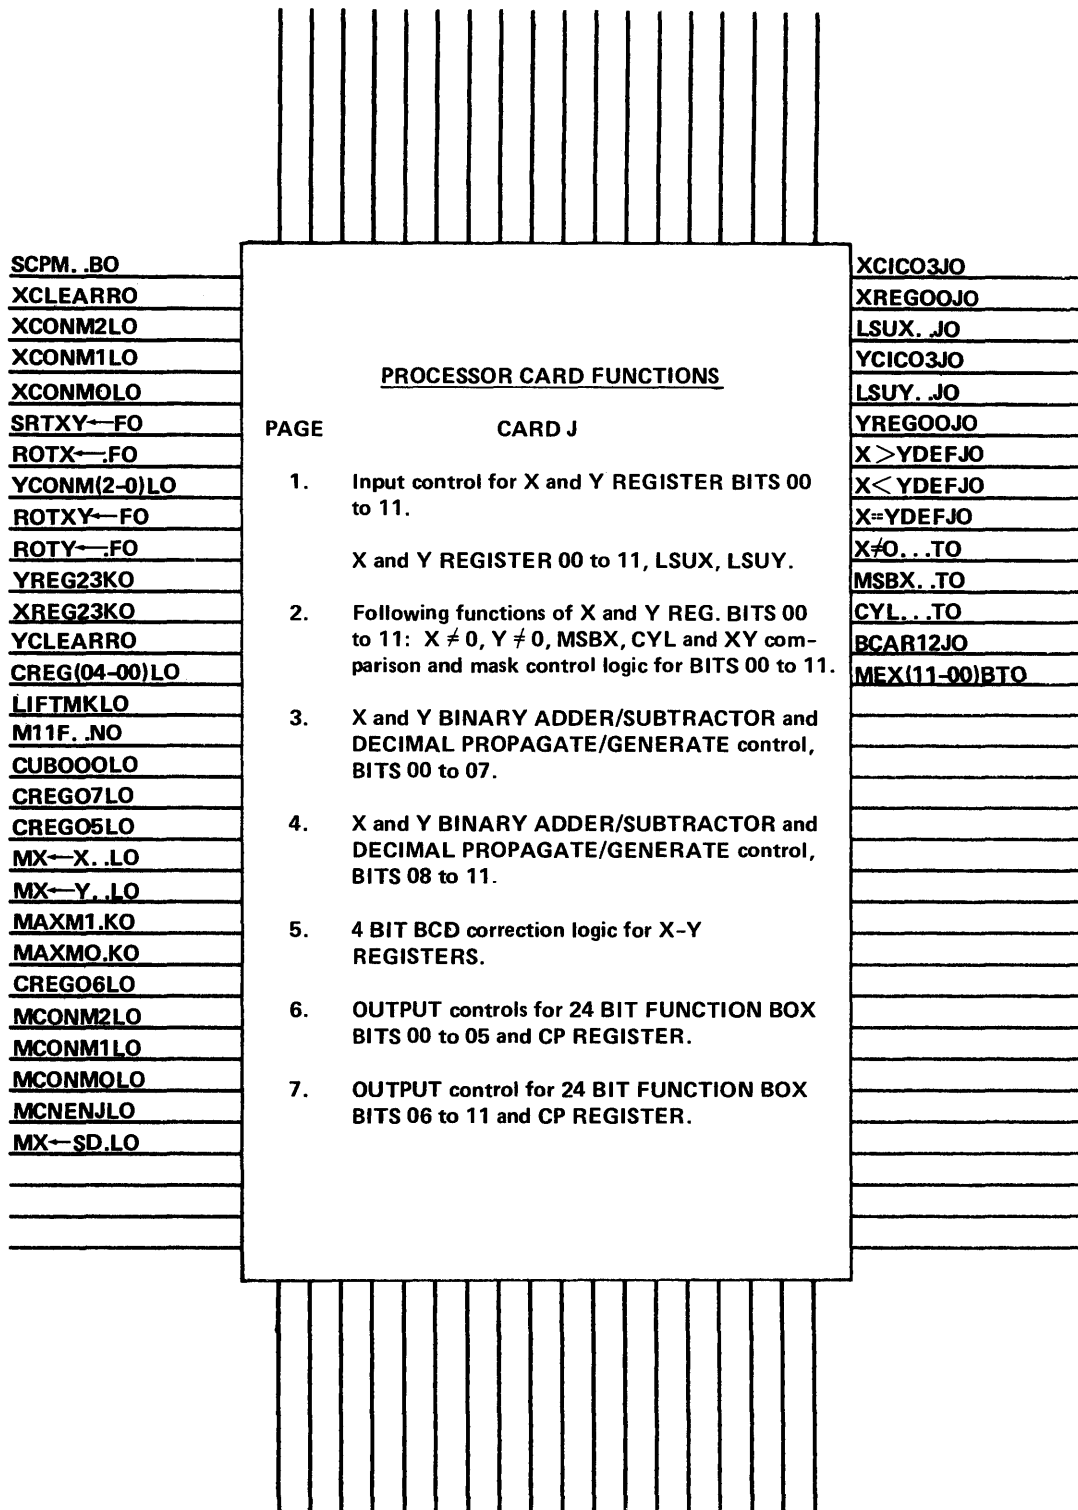 SCPM. .BO
XCLEARRO
XCONM2LO
XCONM1LO
XCONMOLO
SRTXY←FO
ROTX←.FO
YCONM(2-0)LO
ROTXY←FO
ROTY←.FO
YREG23KO
XREG23KO
YCLEARRO
CREG(04-00)LO
LIFTMKLO
M11F. .NO
CUBOOOLO
CREGO7LO
CREGO5LO
MX←X. .LO
MX←Y. .LO
MAXM1.KO
MAXMO.KO
CREGO6LO
MCONM2LO
MCONM1LO
MCONMOLO
MCNENJLO
MX←SD.LO
PROCESSOR CARD FUNCTIONS
PAGE CARD J
1. Input control for X and Y REGISTER BITS 00
to 11.
X and Y REGISTER 00 to 11, LSUX, LSUY.
2. Following functions of X and Y REG. BITS 00
to 11: X ≠ 0, Y ≠ 0, MSBX, CYL and XY com-
parison and mask control logic for BITS 00 to 11.
3. X and Y BINARY ADDER/SUBTRACTOR and
DECIMAL PROPAGATE/GENERATE control,
BITS 00 to 07.
4. X and Y BINARY ADDER/SUBTRACTOR and
DECIMAL PROPAGATE/GENERATE control,
BITS 08 to 11.
5. 4 BIT BCD correction logic for X-Y
REGISTERS.
6. OUTPUT controls for 24 BIT FUNCTION BOX
BITS 00 to 05 and CP REGISTER.
7. OUTPUT control for 24 BIT FUNCTION BOX
BITS 06 to 11 and CP REGISTER.
XCICO3JO
XREGOOJO
LSUX. .JO
YCICO3JO
LSUY. .JO
YREGOOJO
X>YDEFJO
X<YDEFJO
X=YDEFJO
X≠O. . .TO
MSBX. .TO
CYL. . .TO
BCAR12JO
MEX(11-00)BTO